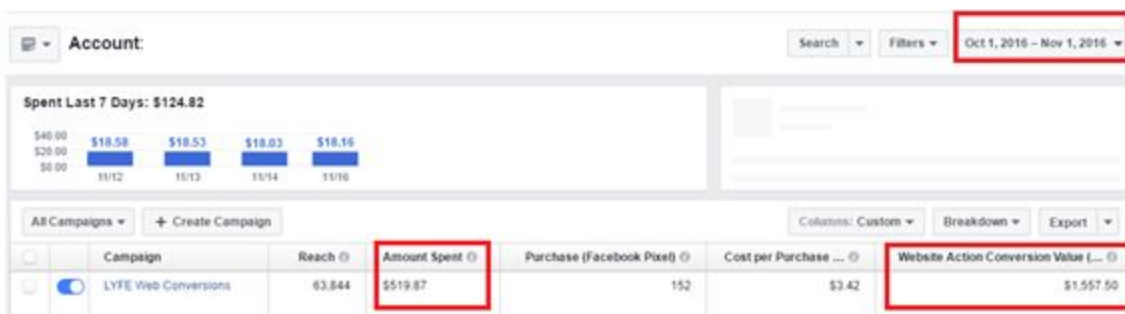 Account:
Search
Filters
Oct 1, 2016 – Nov 1, 2016
Spent Last 7 Days: $124.82
$40.00
$20.00
$0.00
$18.58 $18.53 $18.03 $18.16
11/12 11/13 11/14 11/16
All Campaigns
+ Create Campaign
Columns: Custom
Breakdown
Export
Campaign Reach Amount Spent Purchase (Facebook Pixel) Cost per Purchase ... Website Action Conversion Value (...
LYFE Web Conversions 63,844 $519.87 152 $3.42 $1,557.50